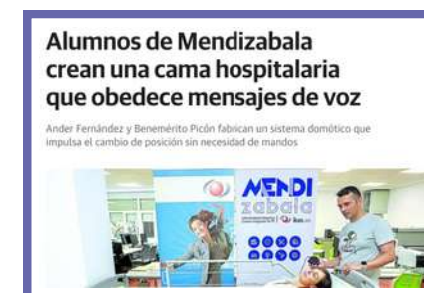 Alumnos de Mendizabala
crean una cama hospitalaria
que obedece mensajes de voz
Ander Fernández y Benemérito Picón fabrican un sistema domótico que
impulsa el cambio de posición sin necesidad de mandos
MENDI
zabala